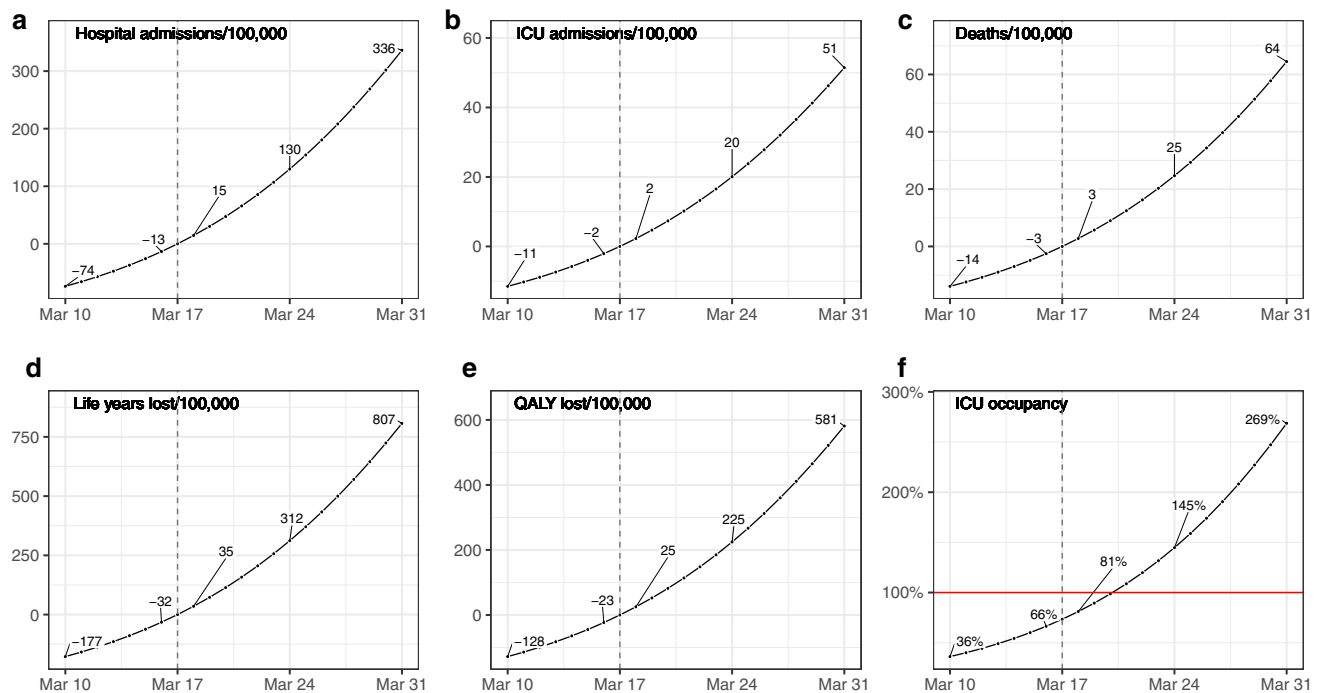 a
Hospital admissions/100,000
300
200
100
0
−74
−13
15
130
336
Mar 10 Mar 17 Mar 24 Mar 31
b
ICU admissions/100,000
60
40
20
0
−11
−2
2
20
51
Mar 10 Mar 17 Mar 24 Mar 31
c
Deaths/100,000
60
40
20
0
−14
−3
3
25
64
Mar 10 Mar 17 Mar 24 Mar 31
d
Life years lost/100,000
750
500
250
0
−177
−32
35
312
807
Mar 10 Mar 17 Mar 24 Mar 31
e
QALY lost/100,000
600
400
200
0
−128
−23
25
225
581
Mar 10 Mar 17 Mar 24 Mar 31
f
ICU occupancy
300%
200%
100%
36%
66%
81%
145%
269%
Mar 10 Mar 17 Mar 24 Mar 31